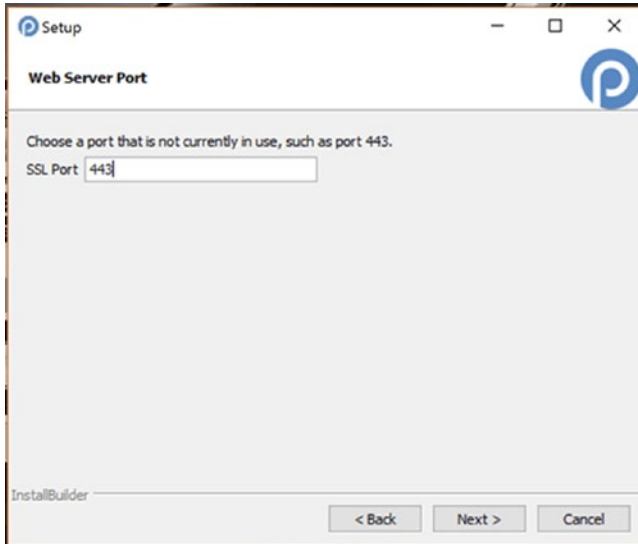 Setup
Web Server Port
Choose a port that is not currently in use, such as port 443.
SSL Port 443
InstallBuilder
< Back Next > Cancel